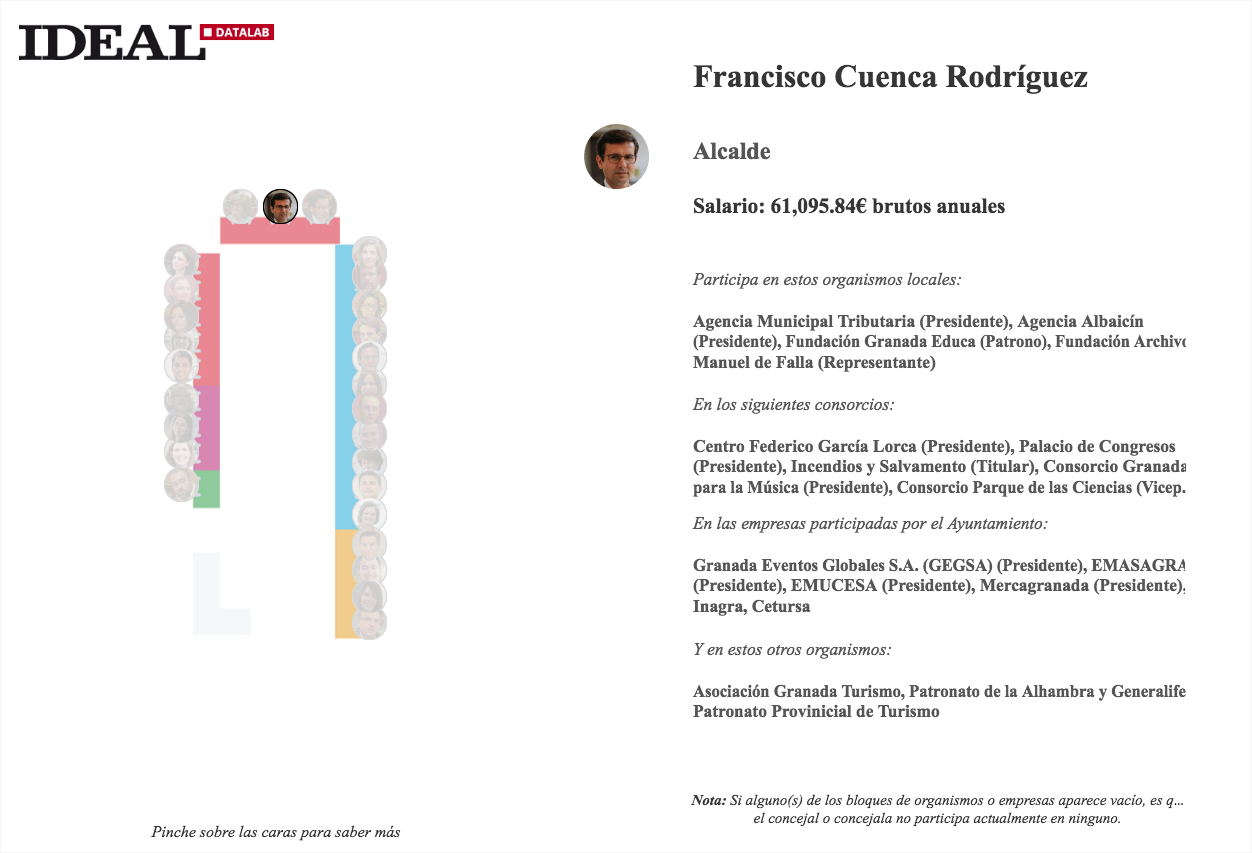 IDEAL DATALAB
Francisco Cuenca Rodríguez
Alcalde
Salario: 61,095.84€ brutos anuales
Participa en estos organismos locales:
Agencia Municipal Tributaria (Presidente), Agencia Albaicín
(Presidente), Fundación Granada Educa (Patrono), Fundación Archivo
Manuel de Falla (Representante)
En los siguientes consorcios:
Centro Federico García Lorca (Presidente), Palacio de Congresos
(Presidente), Incendios y Salvamento (Titular), Consorcio Granada
para la Música (Presidente), Consorcio Parque de las Ciencias (Vicep.
En las empresas participadas por el Ayuntamiento:
Granada Eventos Globales S.A. (GEGSA) (Presidente), EMASAGRA
(Presidente), EMUCESA (Presidente), Mercagranada (Presidente),
Inagra, Cetursa
Y en estos otros organismos:
Asociación Granada Turismo, Patronato de la Alhambra y Generalife
Patronato Provinicial de Turismo
Nota: Si alguno(s) de los bloques de organismos o empresas aparece vacío, es q...
el concejal o concejala no participa actualmente en ninguno.
Pinche sobre las caras para saber más